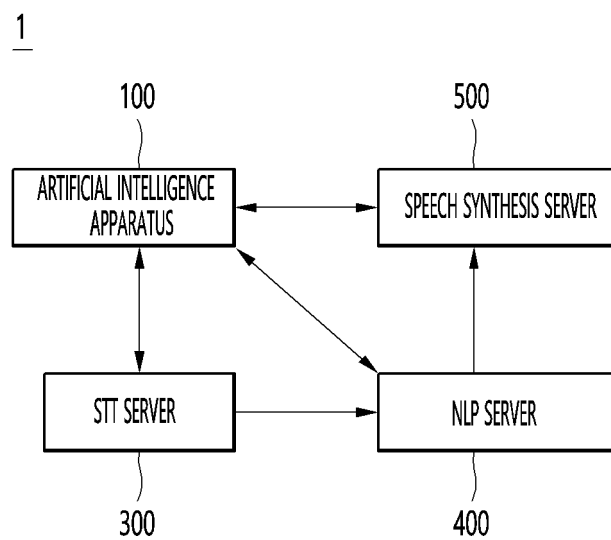 1
100
500
ARTIFICIAL INTELLIGENCE
APPARATUS
SPEECH SYNTHESIS SERVER
STT SERVER
NLP SERVER
300
400